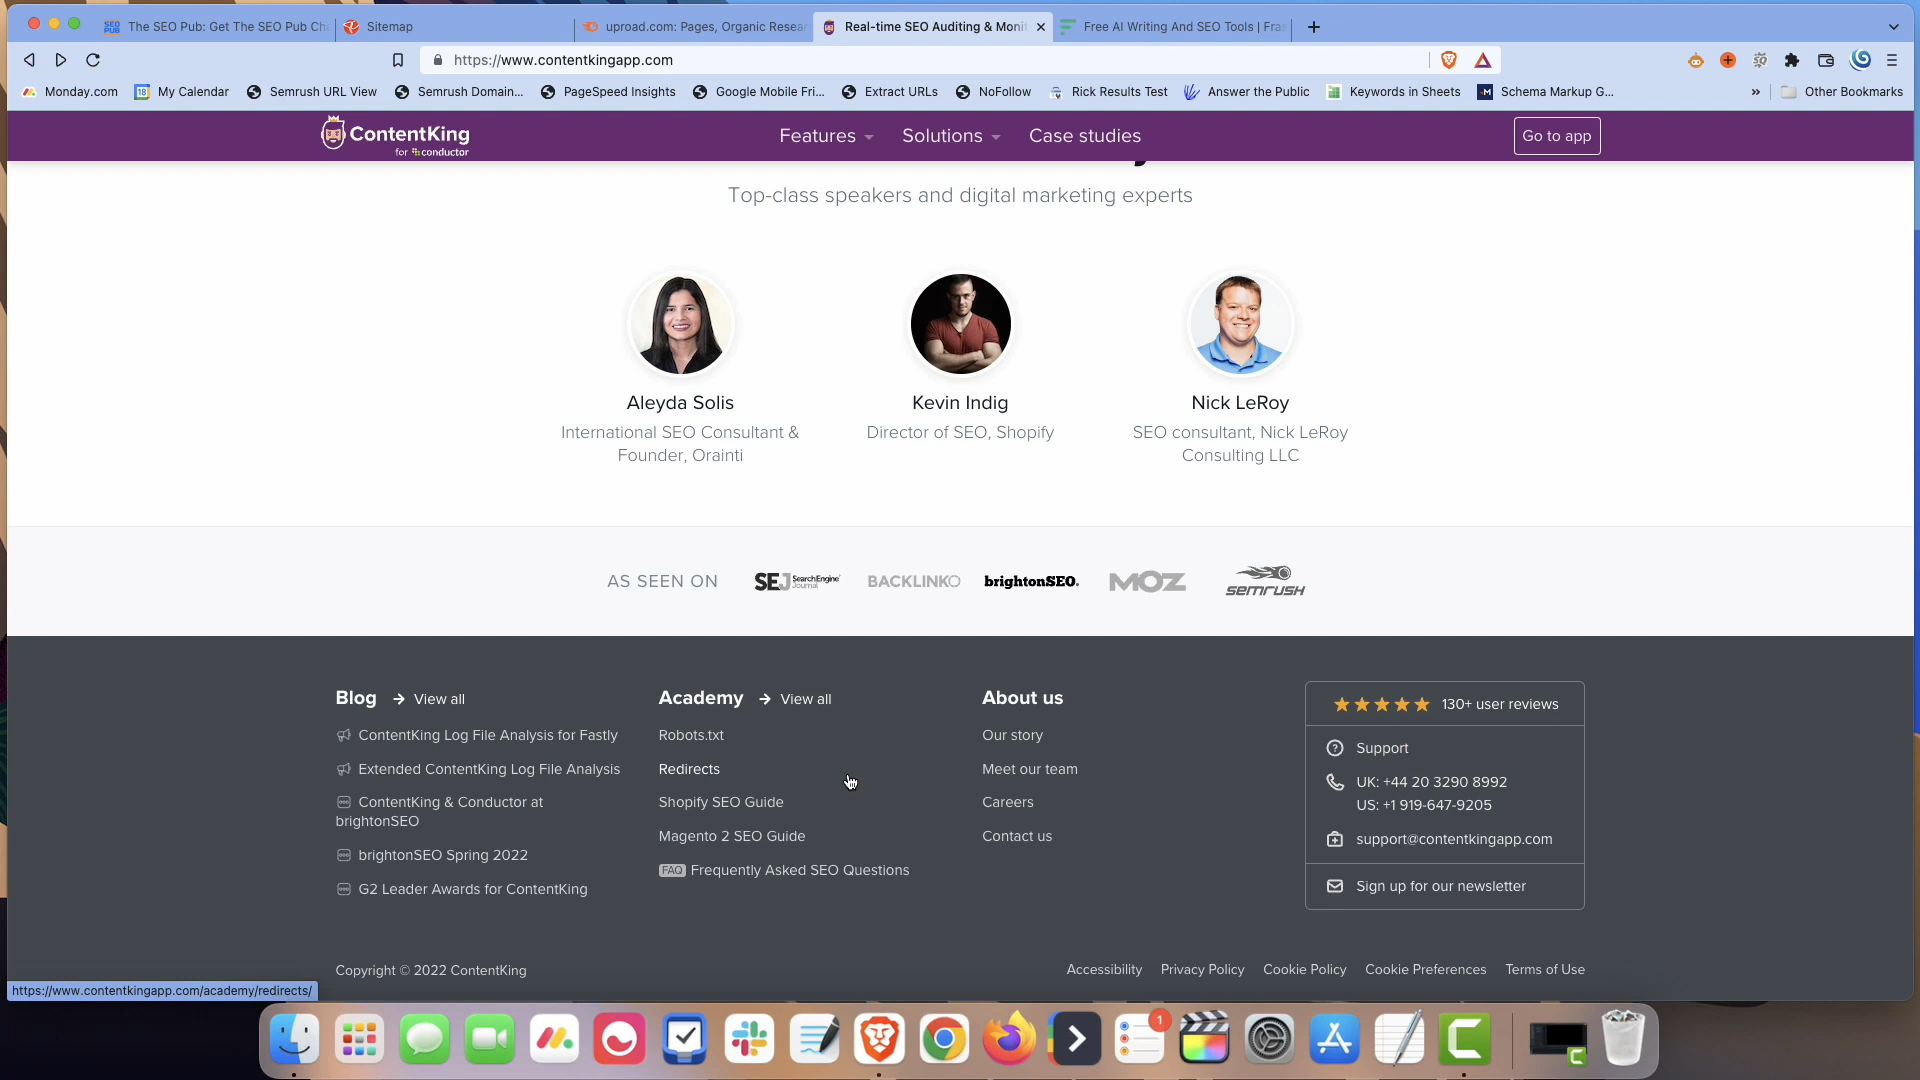 The SEO Pub: Get The SEO Pub Ch
Sitemap
uproad.com: Pages, Organic Resear
Real-time SEO Auditing & Monit
Free AI Writing And SEO Tools | Fras
https://www.contentkingapp.com
Monday.com
18
My Calendar
Semrush URL View
Semrush Domain...
PageSpeed Insights
Google Mobile Fri...
Extract URLs
NoFollow
Rick Results Test
Answer the Public
Keywords in Sheets
Schema Markup G...
Other Bookmarks
ContentKing
for conductor
Features
Solutions
Case studies
Go to app
Top-class speakers and digital marketing experts
Aleyda Solis
International SEO Consultant &
Founder, Orainti
Kevin Indig
Director of SEO, Shopify
Nick LeRoy
SEO consultant, Nick LeRoy
Consulting LLC
AS SEEN ON
SEJ Search Engine Journal
BACKLINKO
brightonSEO.
MOZ
SEMRUSH
Blog → View all
ContentKing Log File Analysis for Fastly
Extended ContentKing Log File Analysis
ContentKing & Conductor at
brightonSEO
brightonSEO Spring 2022
G2 Leader Awards for ContentKing
Academy → View all
Robots.txt
Redirects
Shopify SEO Guide
Magento 2 SEO Guide
FAQ Frequently Asked SEO Questions
About us
Our story
Meet our team
Careers
Contact us
130+ user reviews
Support
UK: +44 20 3290 8992
US: +1 919-647-9205
support@contentkingapp.com
Sign up for our newsletter
Copyright © 2022 ContentKing
Accessibility
Privacy Policy
Cookie Policy
Cookie Preferences
Terms of Use
https://www.contentkingapp.com/academy/redirects/
1